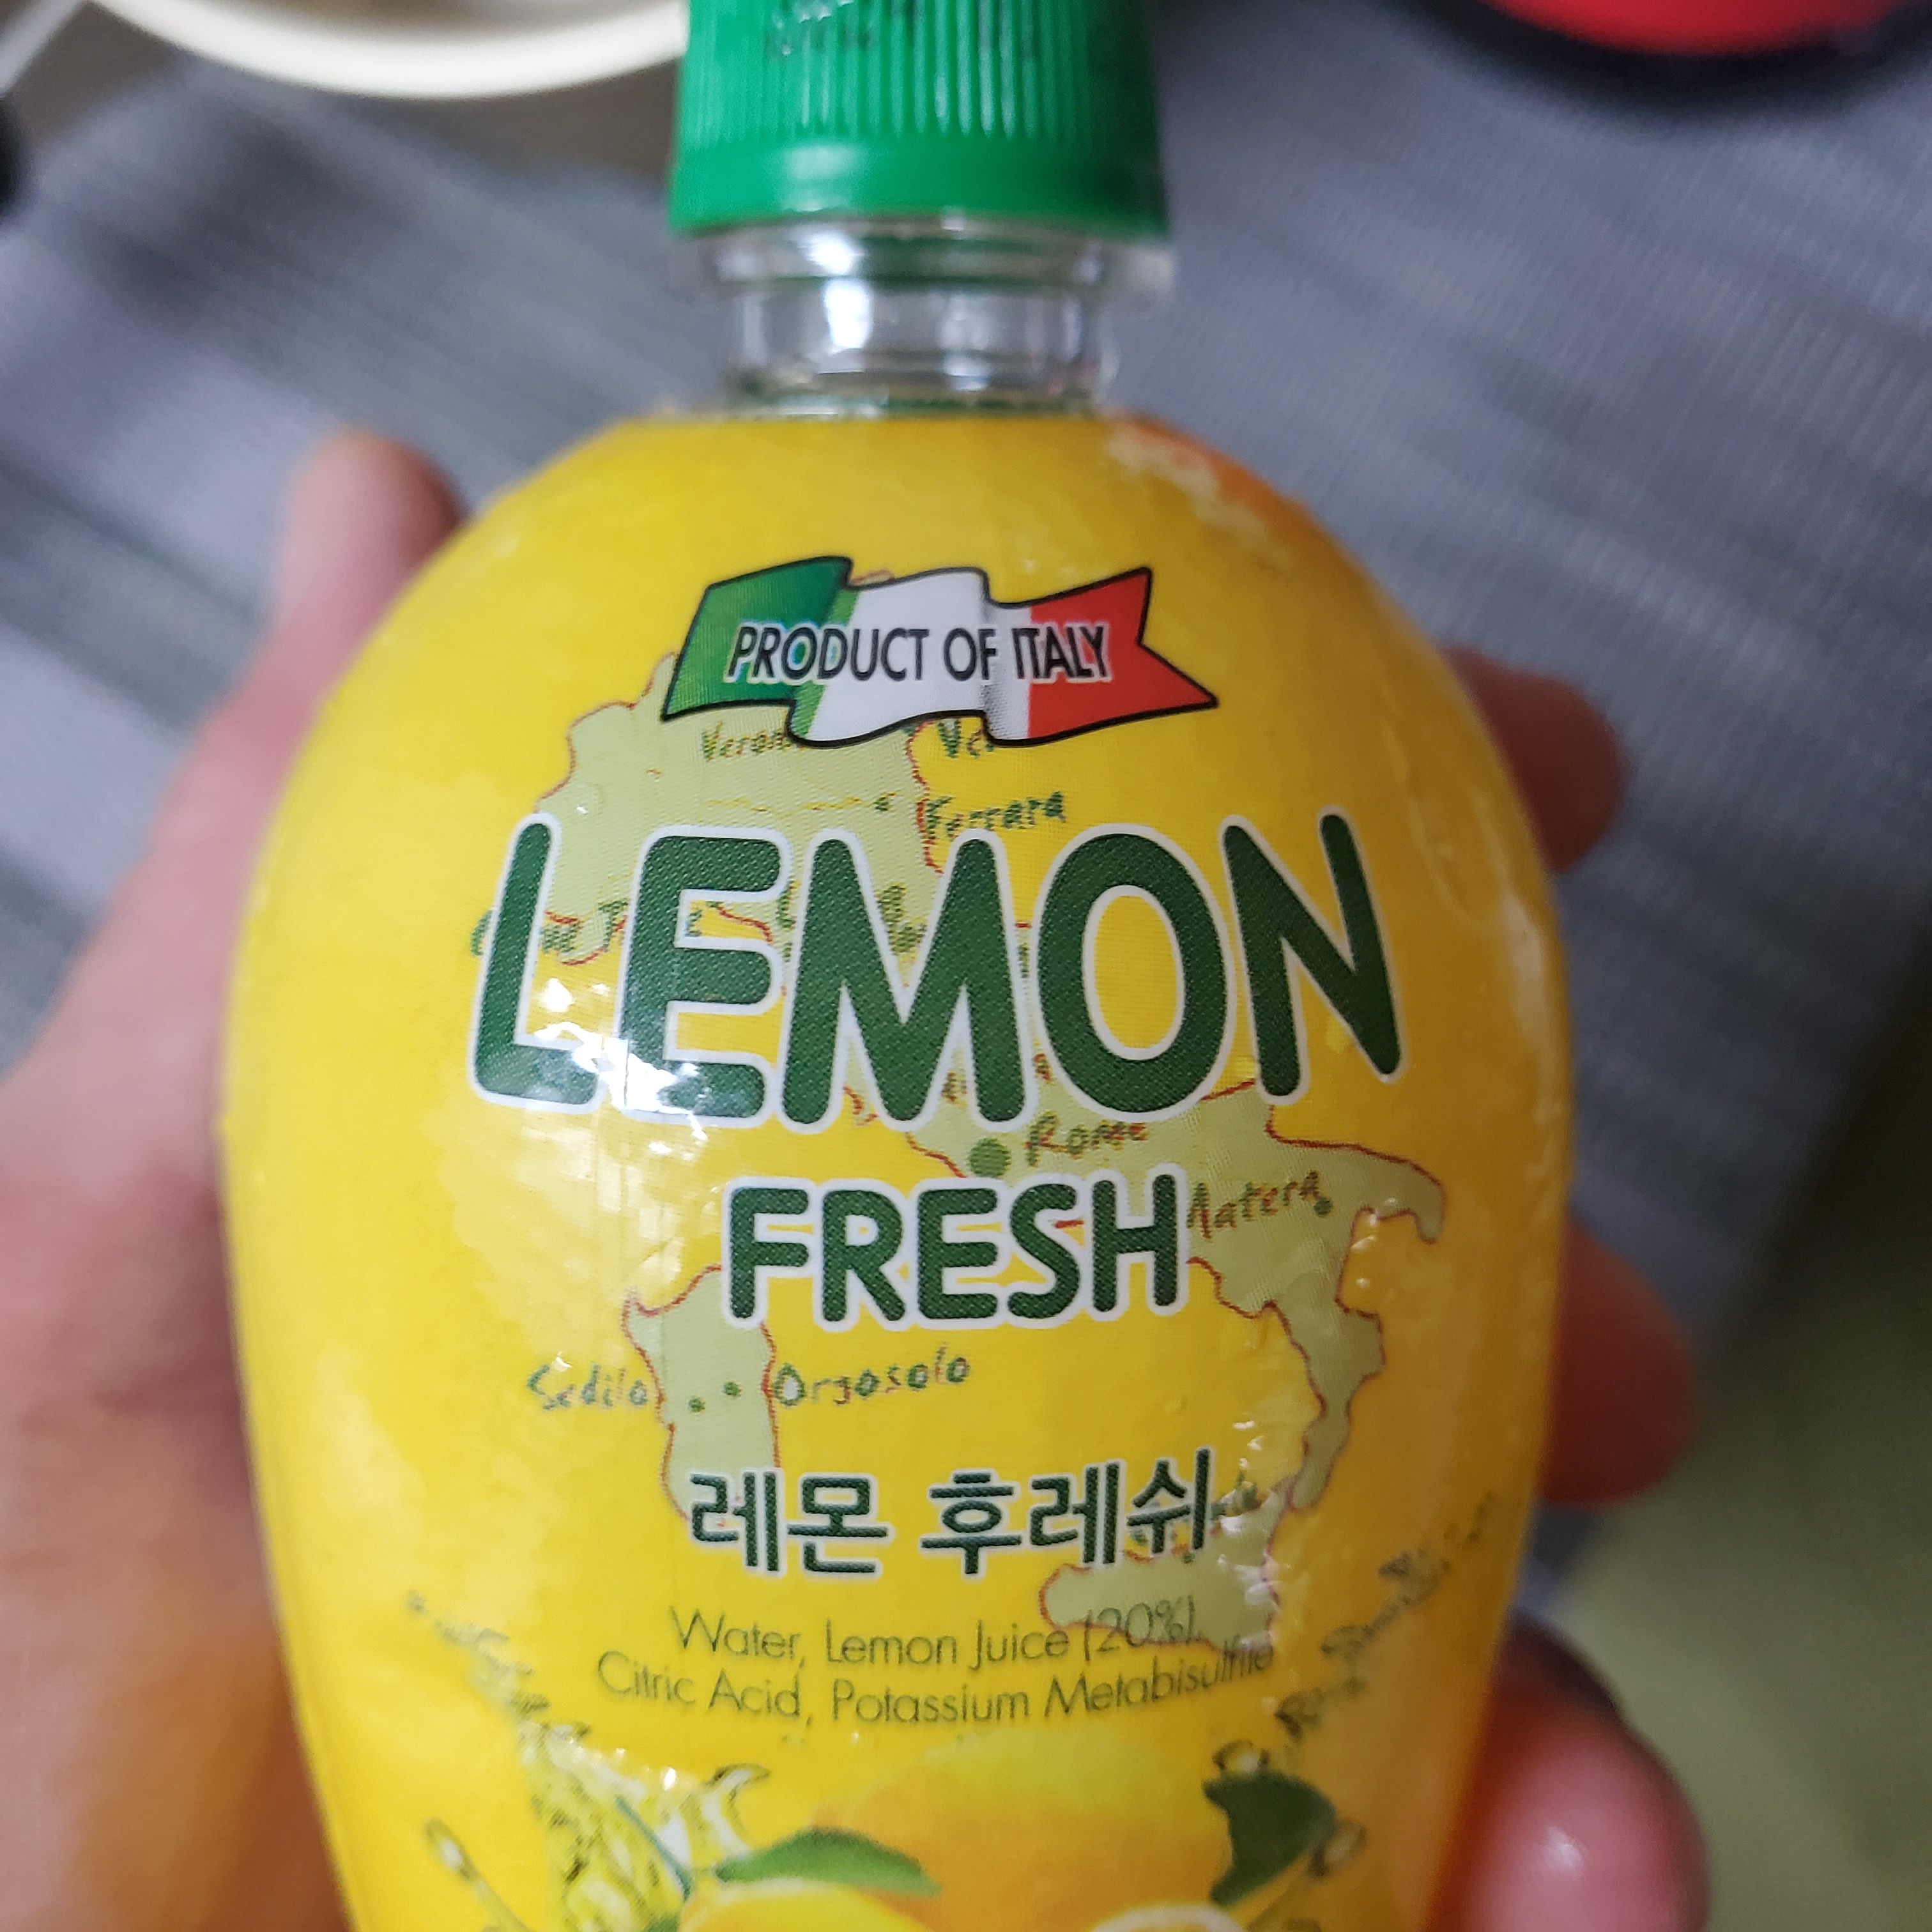 PRODUCT OF ITALY
Ferrara
LEMON
Rome
FRESH
Matera
Sedilo Orgosolo
레몬 후레쉬
Water, Lemon Juice (20%),
Citric Acid, Potassium Metabisulfite